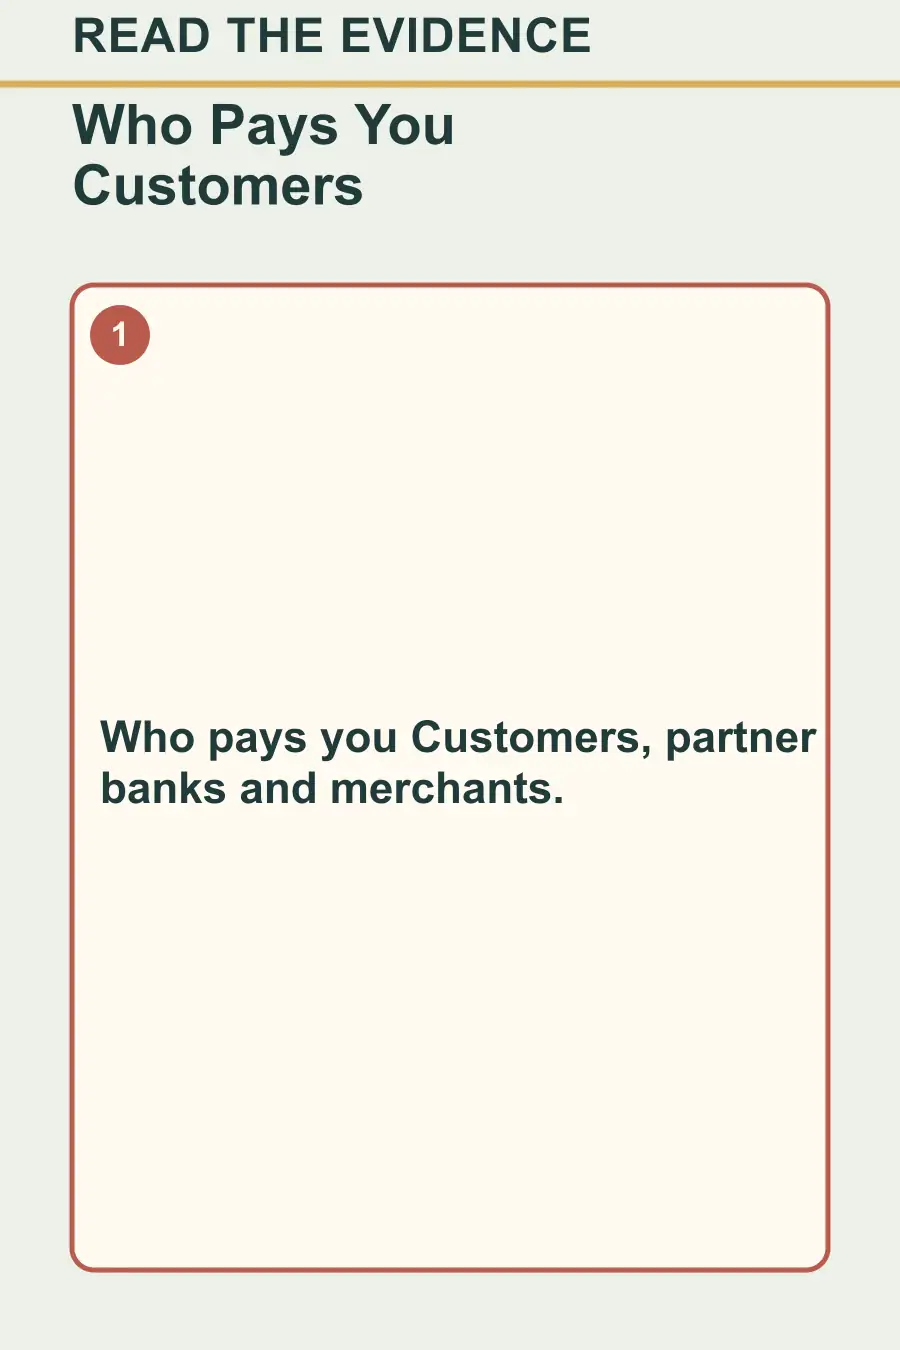 READ THE EVIDENCE
Who Pays You
Customers
1
Who pays you Customers, partner
banks and merchants.